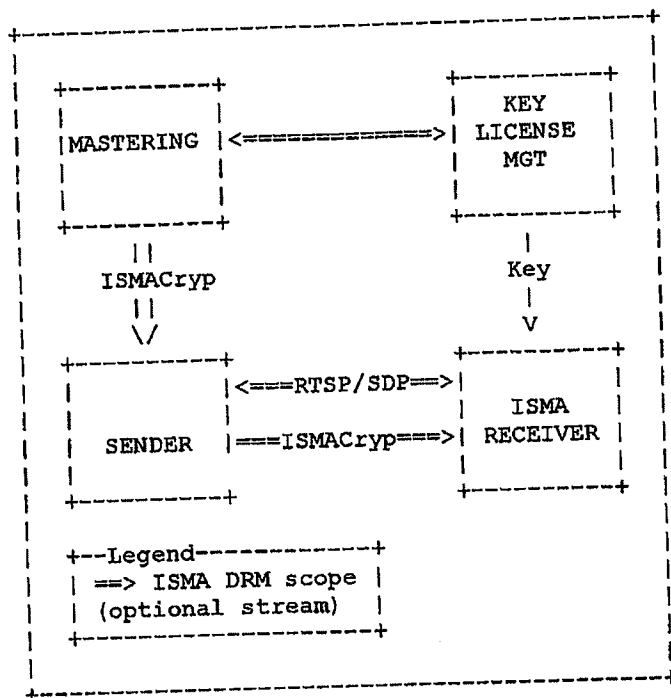 KEY
MASTERING <=============> LICENSE
MGT
ISMACryp
Key
V
<===RTSP/SDP==>
ISMA
SENDER ===ISMACryp===> RECEIVER
Legend
==> ISMA DRM scope
(optional stream)